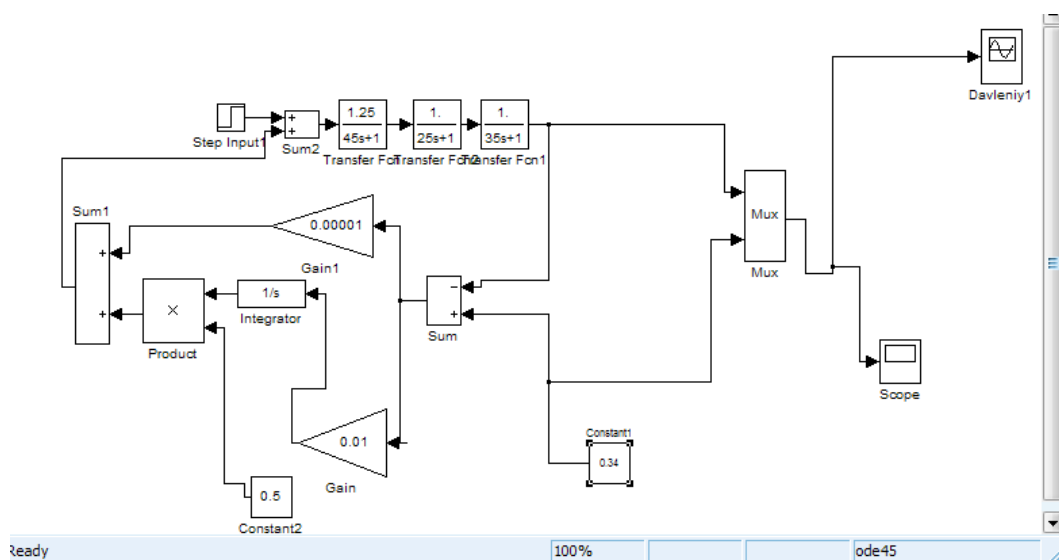 Davleniy1
1.25
45s+1
1.
25s+1
1.
35s+1
+
+
Step Input1
Sum2
Transfer Fcn
Transfer Fcn2
Transfer Fcn1
Sum1
0.00001
Mux
Mux
+
Gain1
1/s
Integrator
×
Product
−
+
Sum
+
Scope
0.01
Gain
Constant1
0.34
0.5
Constant2
Ready
100%
ode45